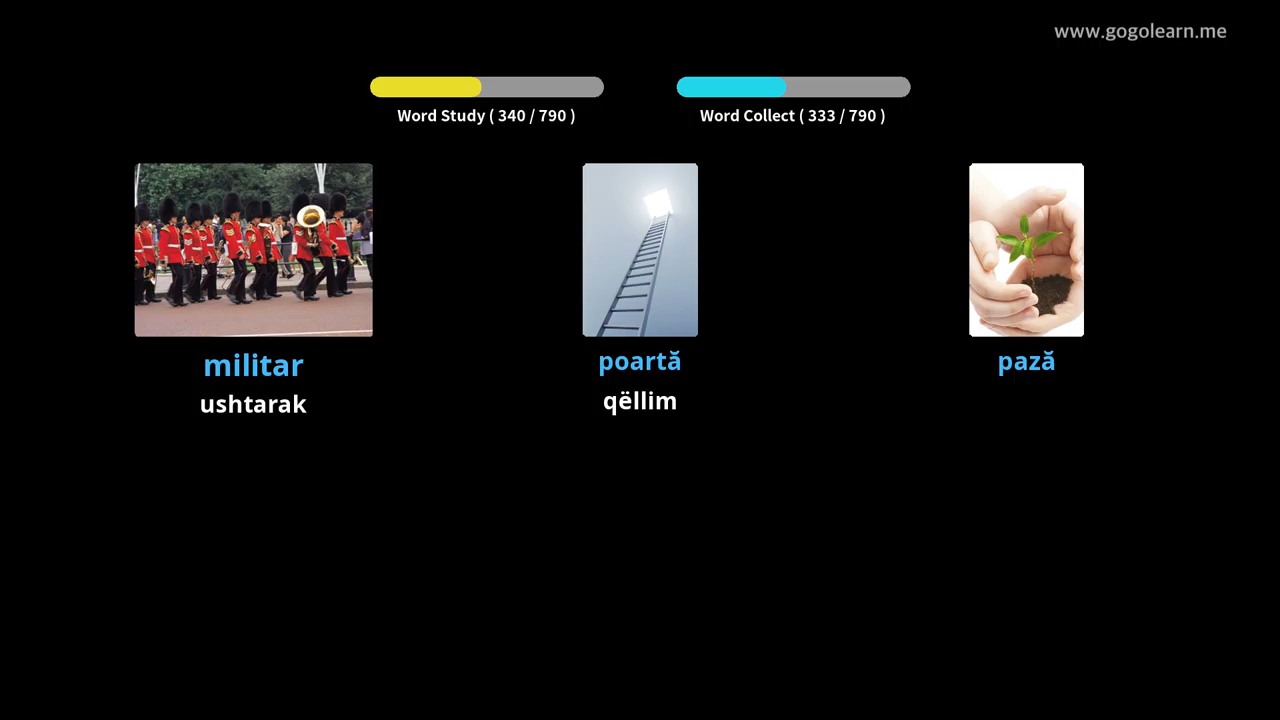 www.gogolearn.me
Word Study ( 340 / 790 )
Word Collect ( 333 / 790 )
militar
poartă
pază
ushtarak
qëllim